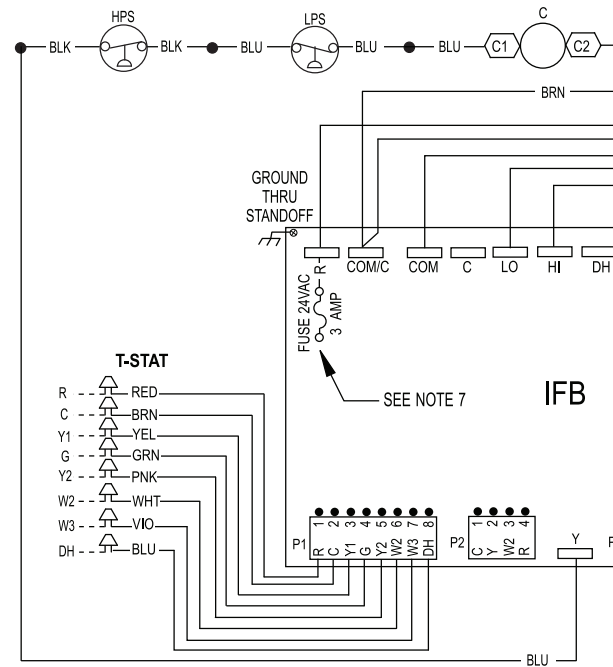 HPS
LPS
C
BLK
BLK
BLU
BLU
BLU
C1
C2
BRN
GROUND
THRU
STANDOFF
R
COM/C
COM
C
LO
HI
DH
FUSE 24VAC
3 AMP
SEE NOTE 7
IFB
T-STAT
R
RED
C
BRN
Y1
YEL
G
GRN
Y2
PNK
W2
WHT
W3
VIO
DH
BLU
P1
1 2 3 4 5 6 7 8
R C Y1 G Y2 W2 W3 DH
P2
1 2 3 4
C Y W2 R
Y
P
BLU